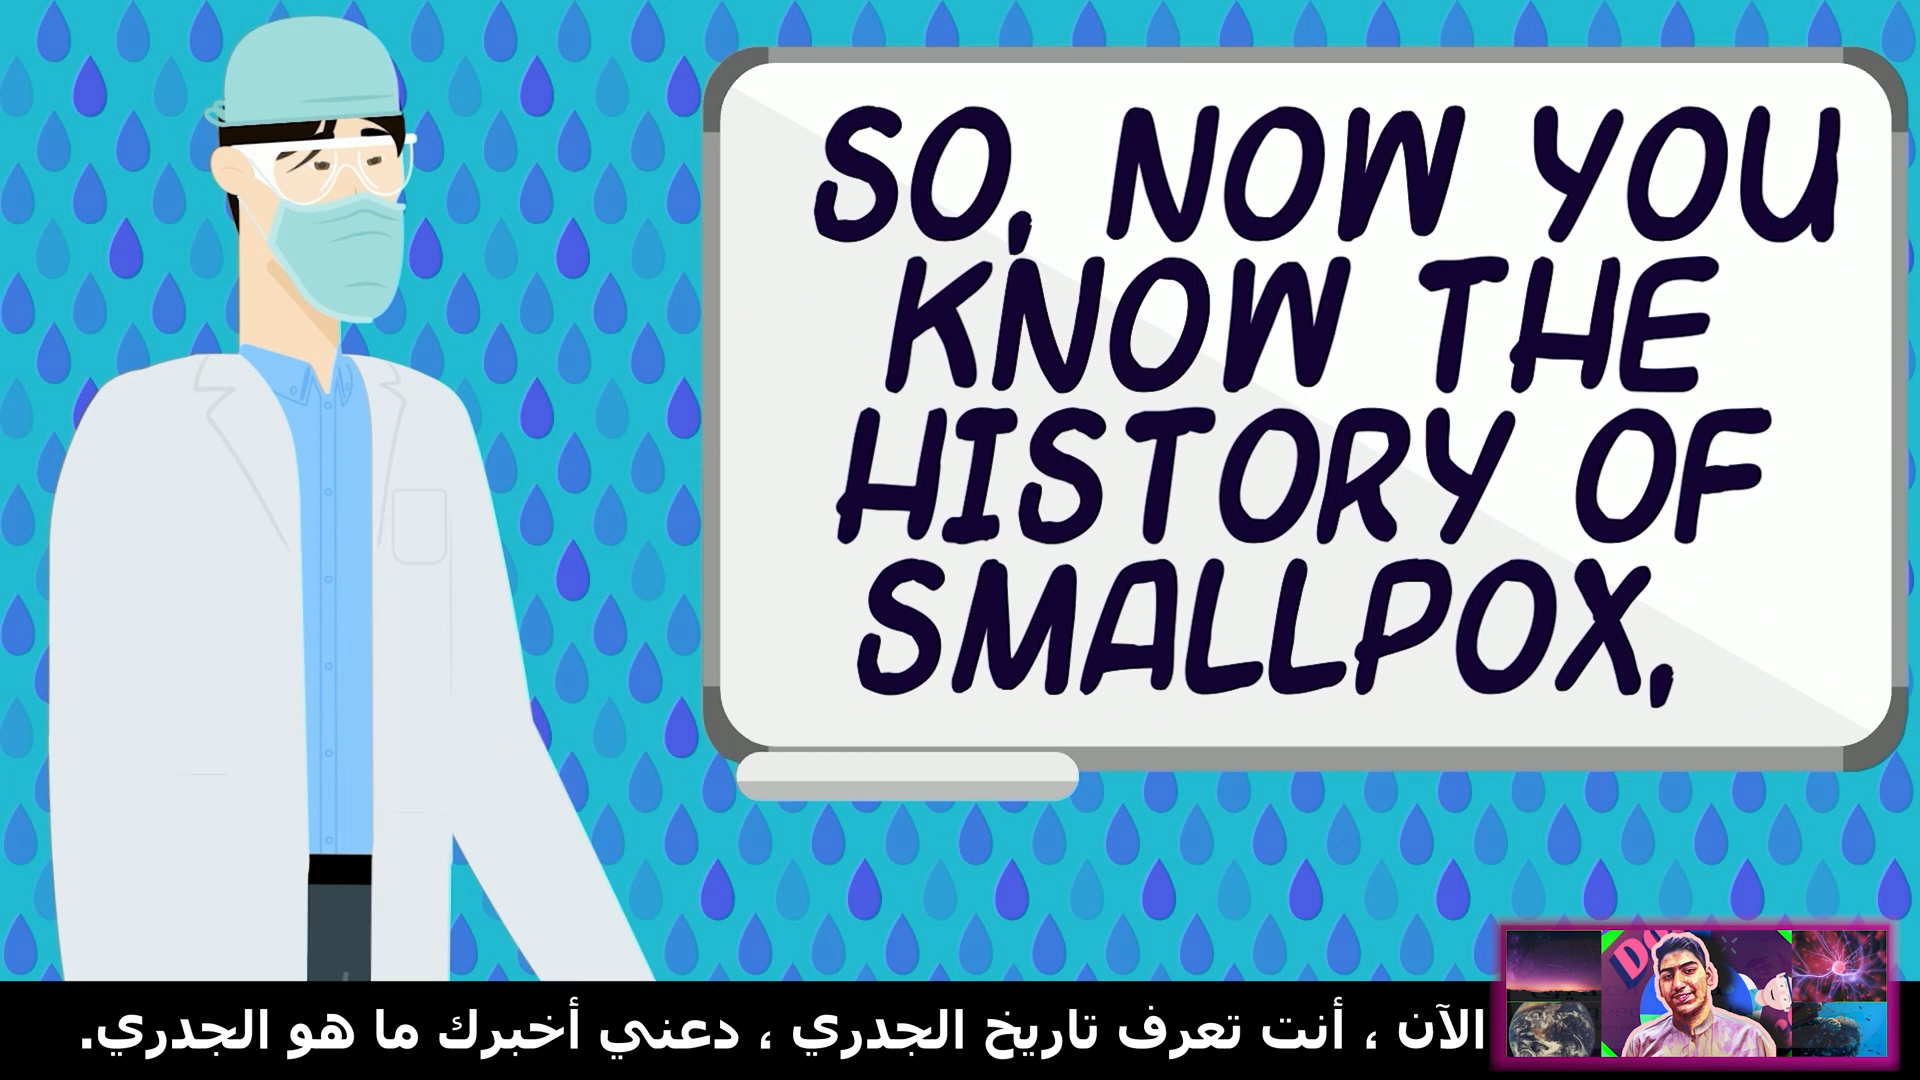 SO, NOW YOU
KNOW THE
HISTORY OF
SMALLPOX,
الآن ، أنت تعرف تاريخ الجدري ، دعني أخبرك ما هو الجدري.